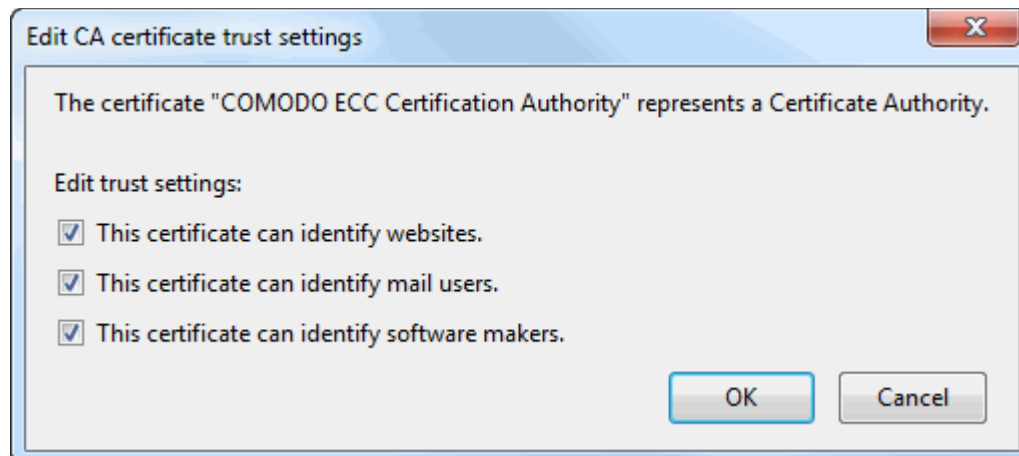 Edit CA certificate trust settings
The certificate "COMODO ECC Certification Authority" represents a Certificate Authority.
Edit trust settings:
This certificate can identify websites.
This certificate can identify mail users.
This certificate can identify software makers.
OK Cancel